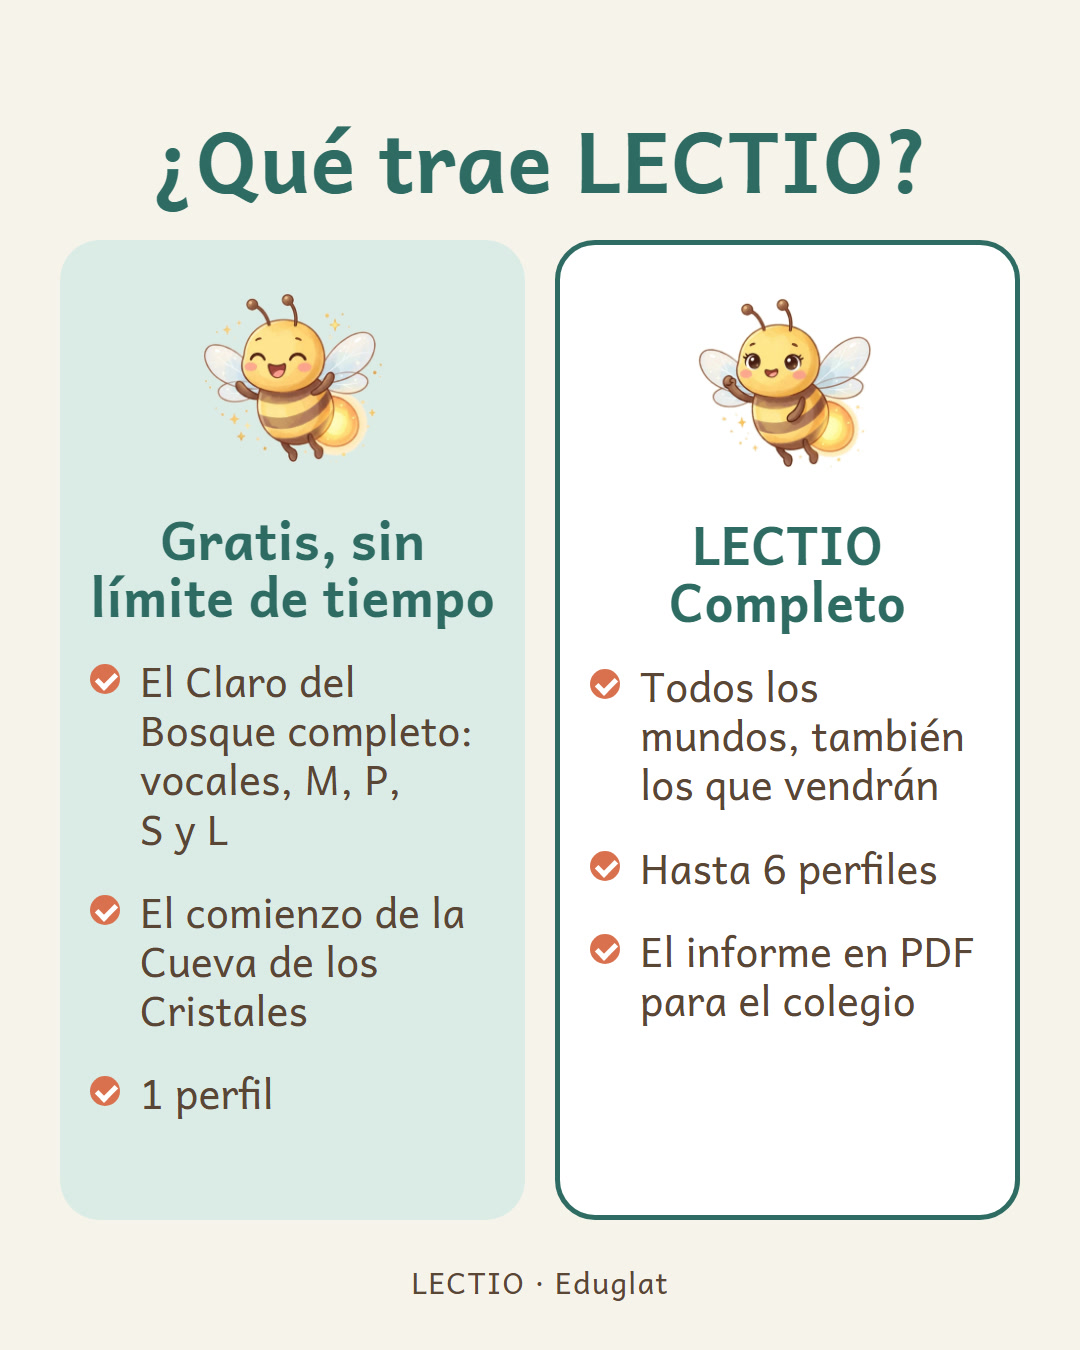 ¿Qué trae LECTIO?
Gratis, sin
límite de tiempo
El Claro del
Bosque completo:
vocales, M, P,
S y L
El comienzo de la
Cueva de los
Cristales
1 perfil
LECTIO
Completo
Todos los
mundos, también
los que vendrán
Hasta 6 perfiles
El informe en PDF
para el colegio
LECTIO · Eduglat